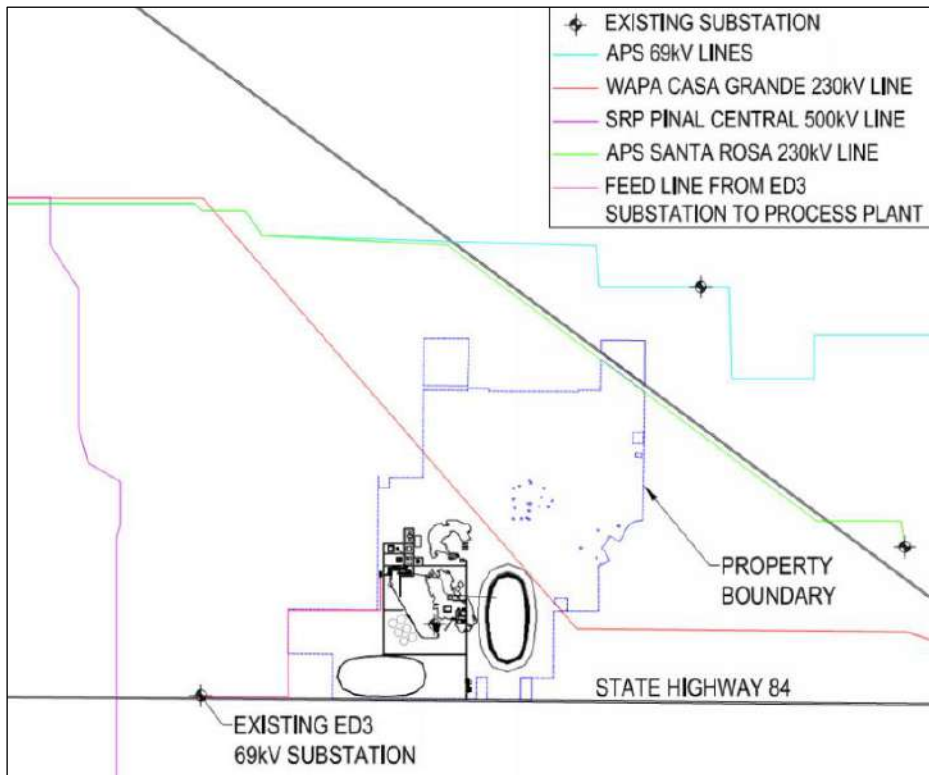 EXISTING SUBSTATION
APS 69kV LINES
WAPA CASA GRANDE 230kV LINE
SRP PINAL CENTRAL 500kV LINE
APS SANTA ROSA 230kV LINE
FEED LINE FROM ED3
SUBSTATION TO PROCESS PLANT
PROPERTY
BOUNDARY
STATE HIGHWAY 84
EXISTING ED3
69kV SUBSTATION